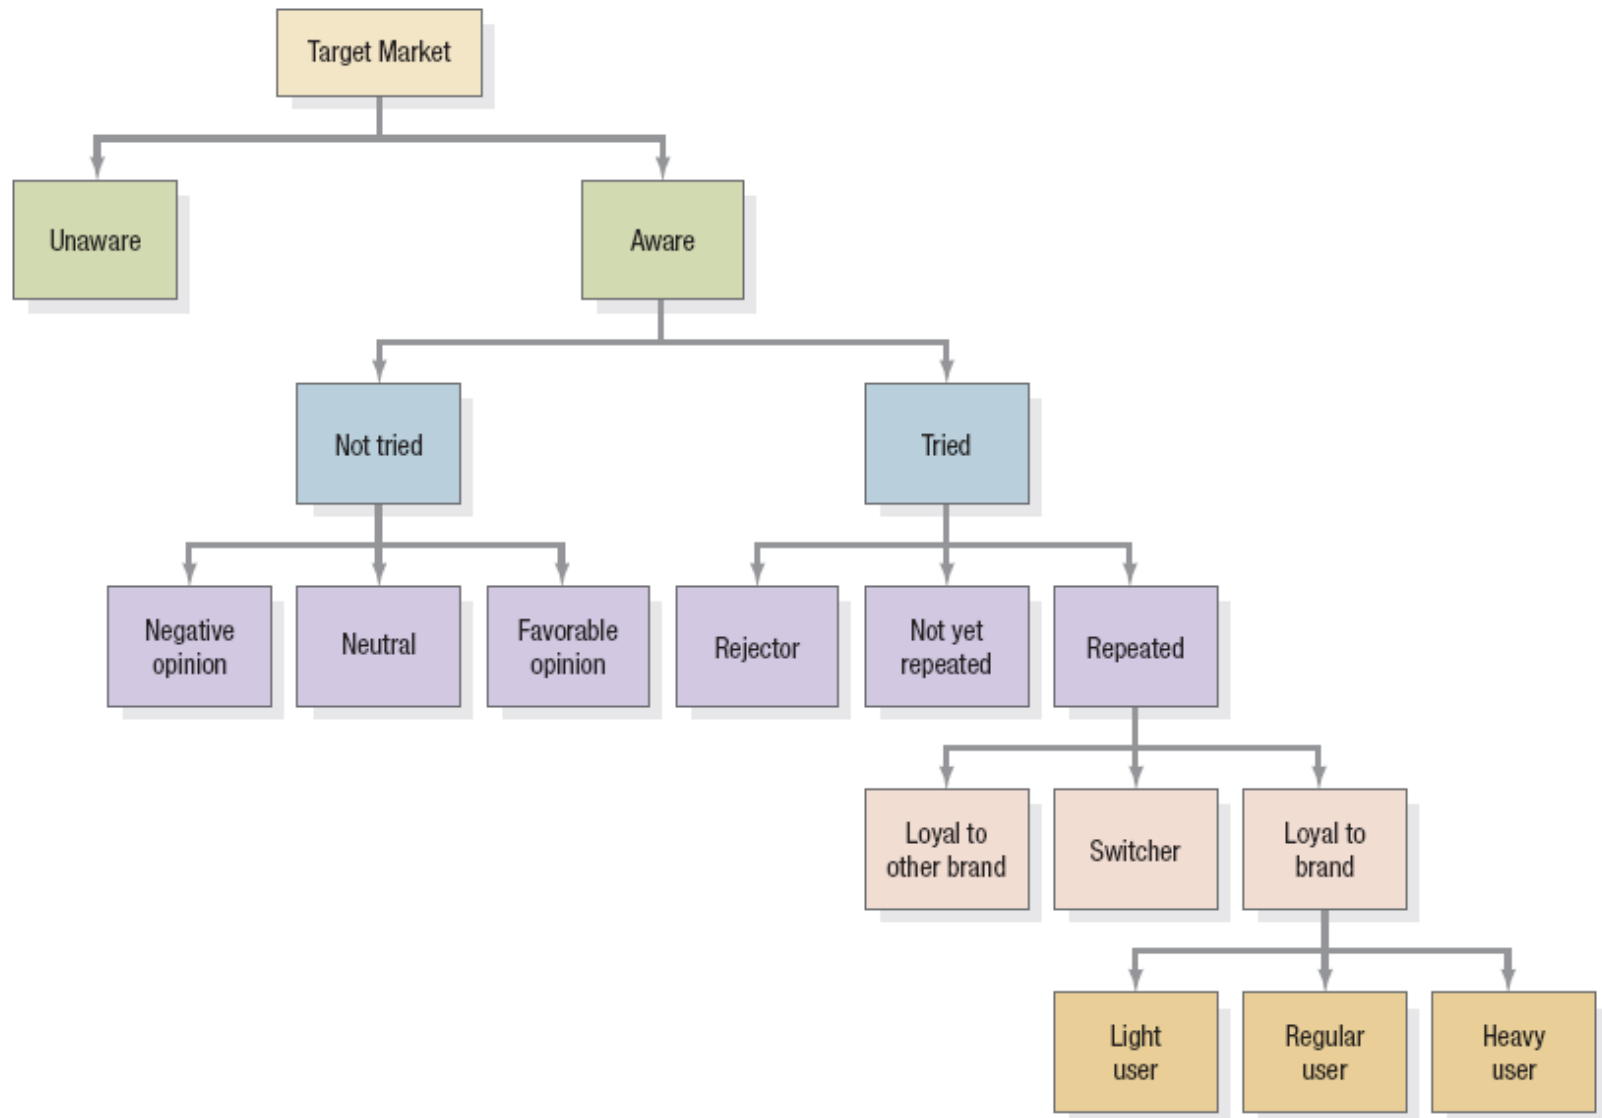 Target Market
Unaware
Aware
Not tried
Tried
Negative
opinion
Neutral
Favorable
opinion
Rejector
Not yet
repeated
Repeated
Loyal to
other brand
Switcher
Loyal to
brand
Light
user
Regular
user
Heavy
user